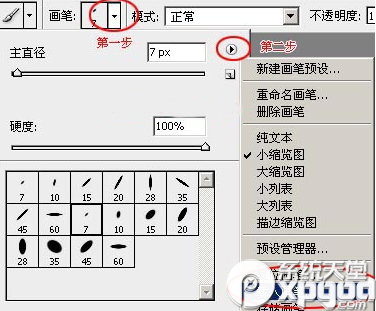 画笔: 7 模式: 正常 不透明度: 1
第一步
主直径 7 px
第二步
新建画笔预设...
重命名画笔...
删除画笔
硬度: 100%
纯文本
✓小缩览图
大缩览图
小列表
大列表
描边缩览图
预设管理器...
7 10 15 20 28 35
45 60 7 10 15 20
28 35 45 60
系统天堂
xpgod